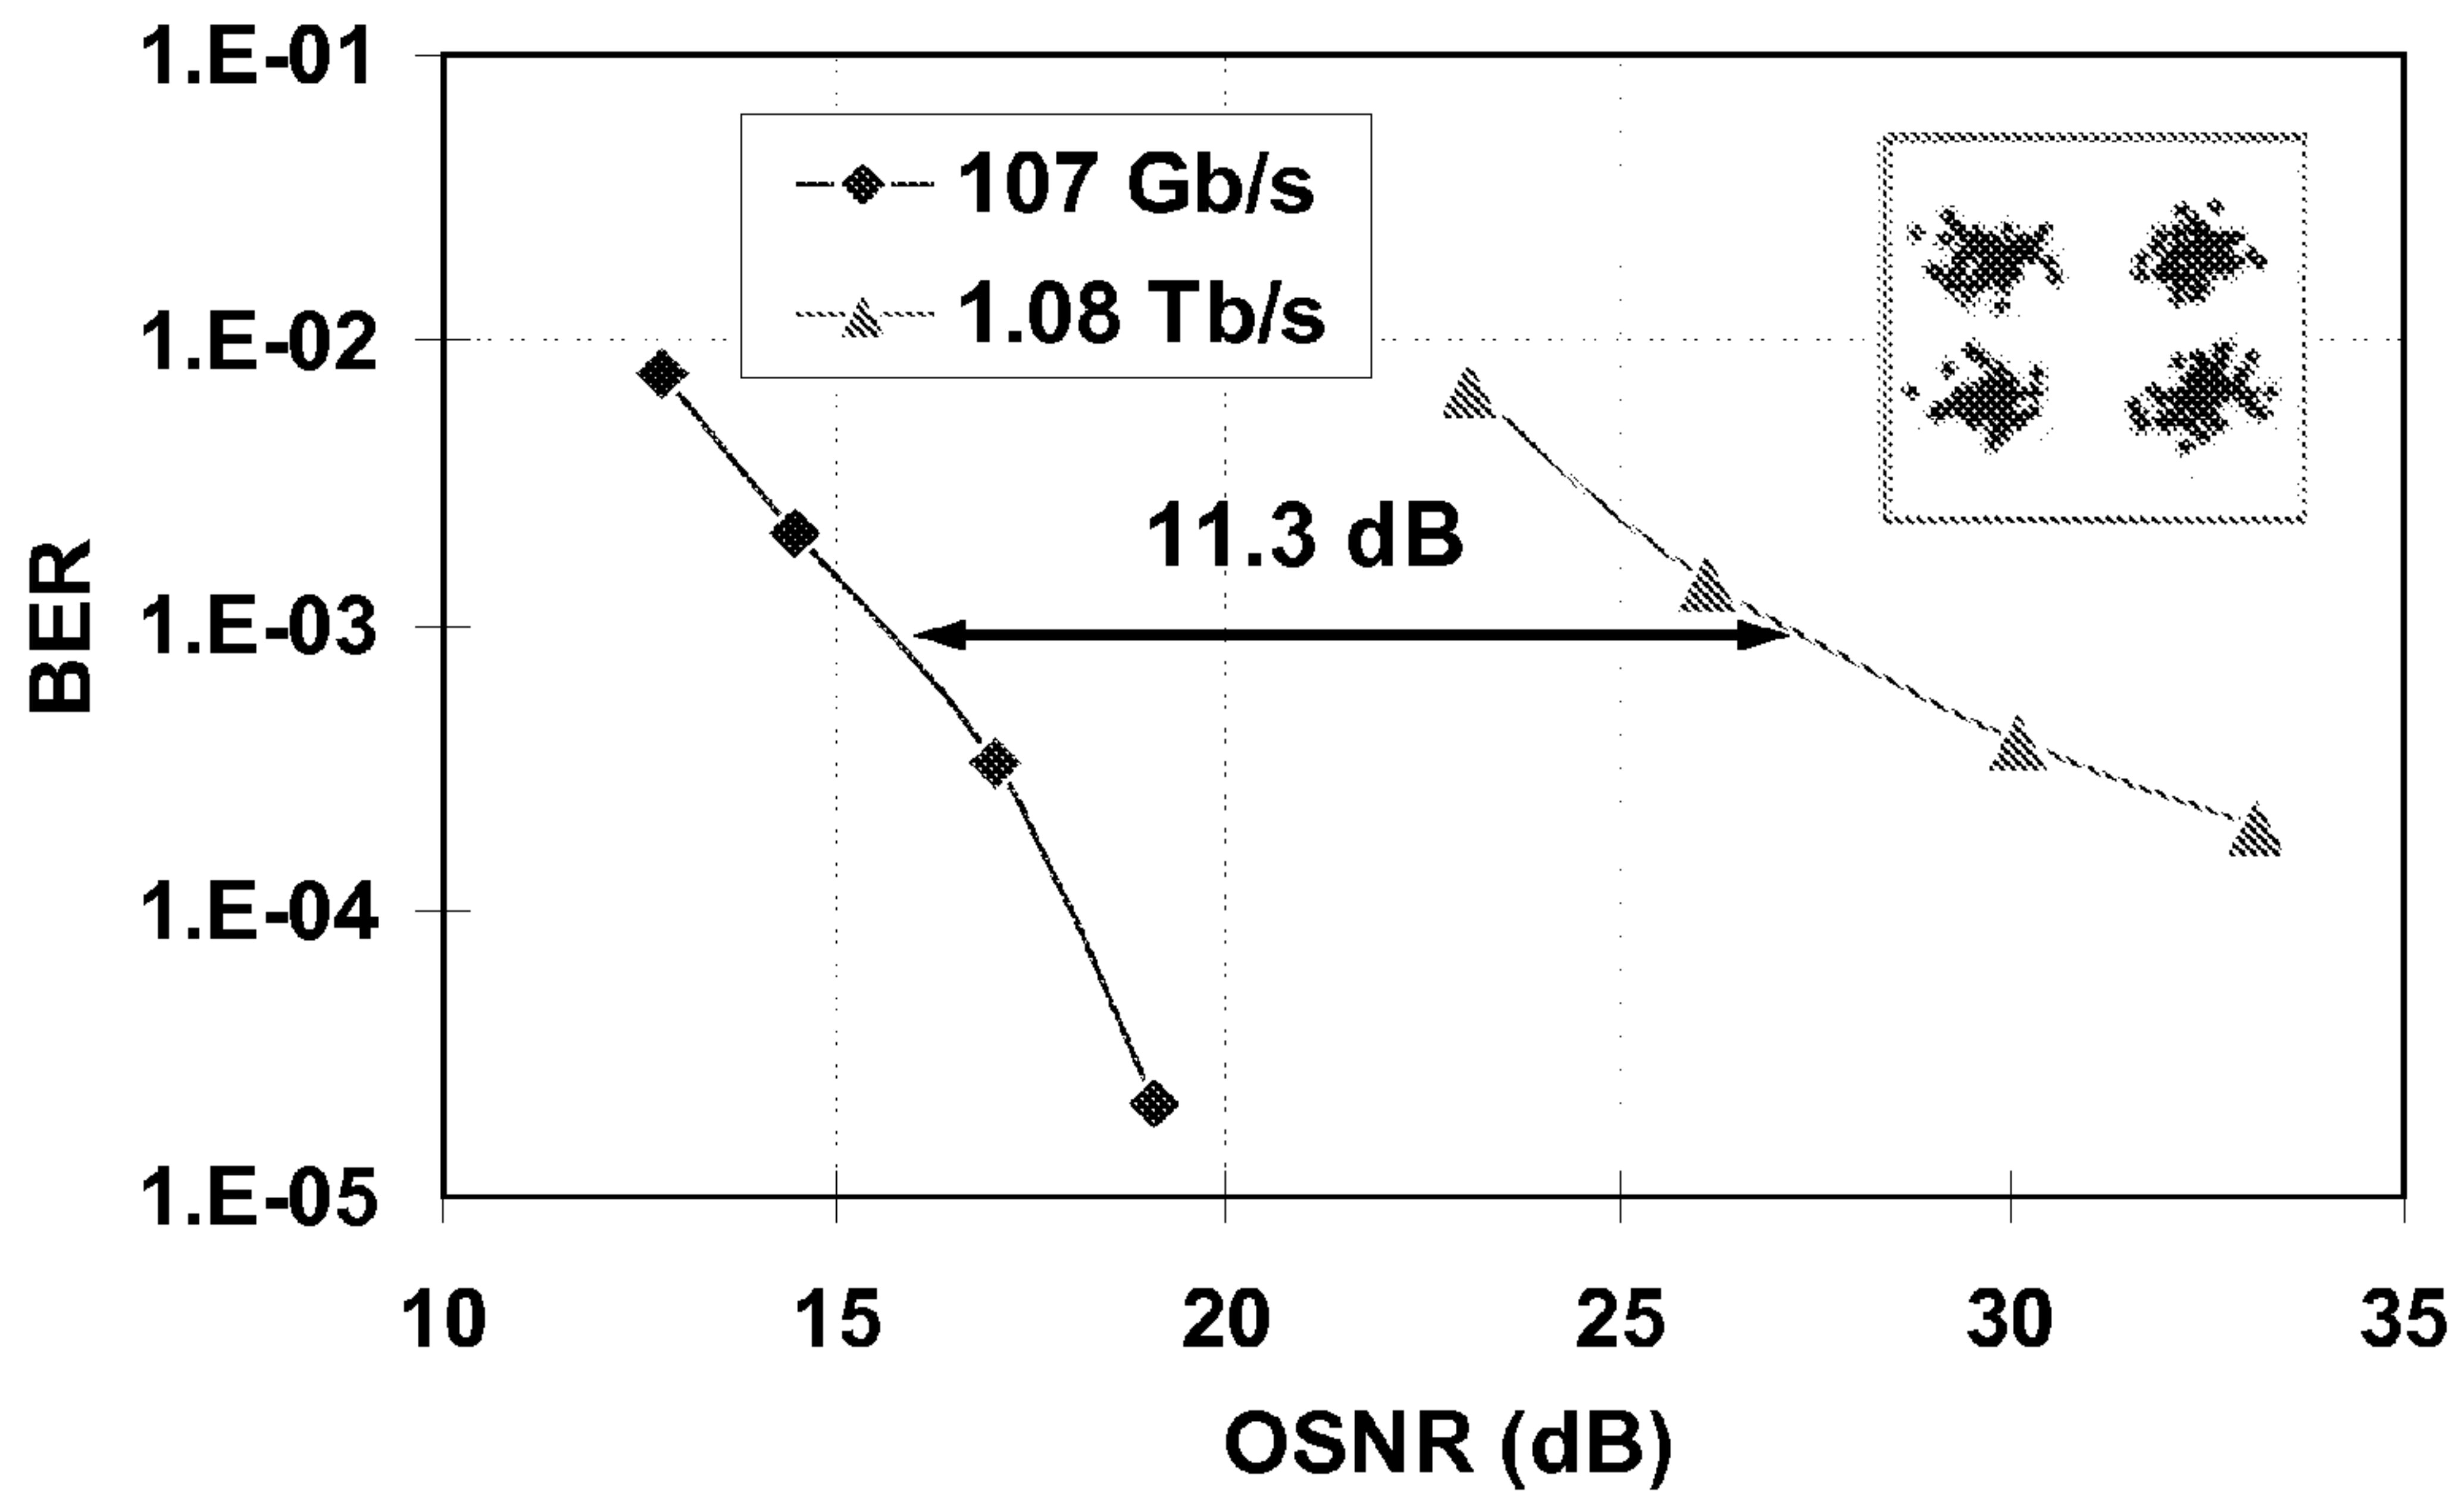 1.E-01
1.E-02
1.E-03
1.E-04
1.E-05
BER
107 Gb/s
1.08 Tb/s
11.3 dB
10 15 20 25 30 35
OSNR (dB)